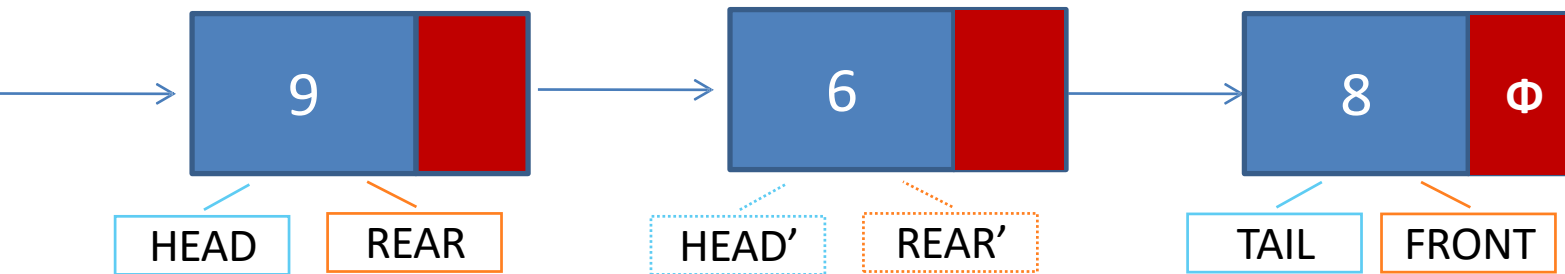 9 6 8 Φ
HEAD REAR HEAD’ REAR’ TAIL FRONT